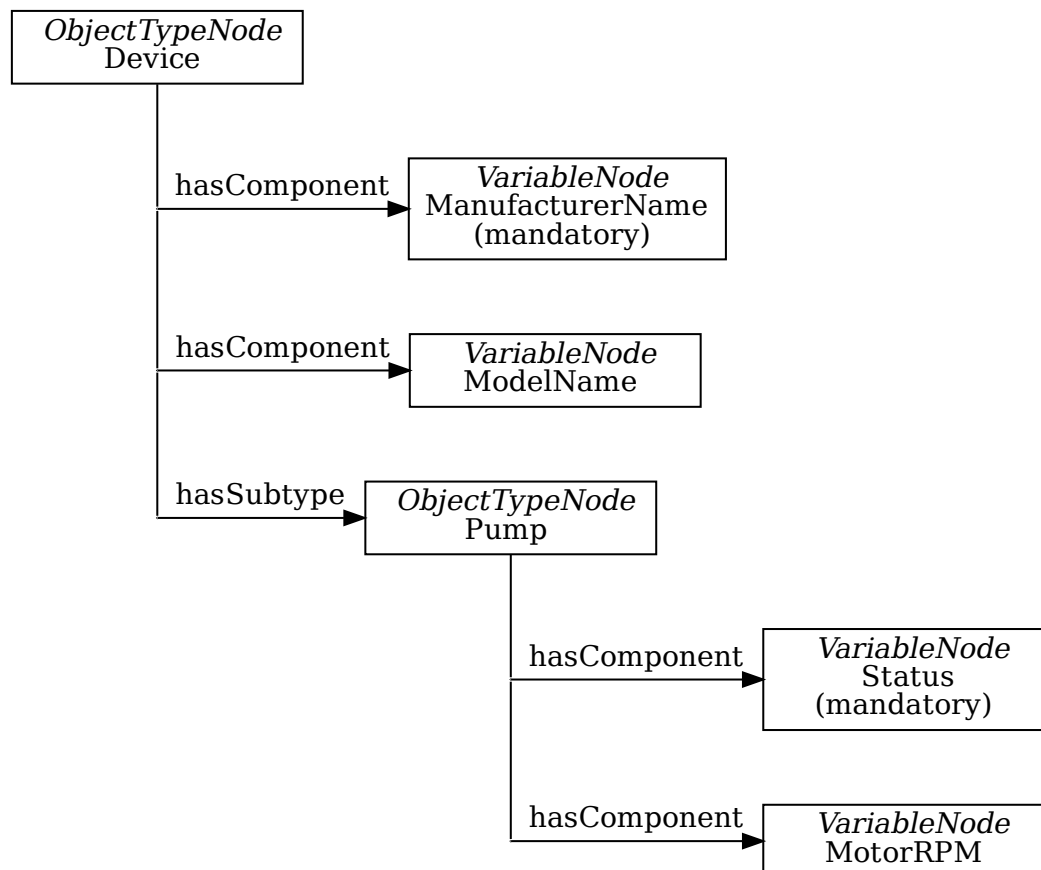 ObjectTypeNode
Device
hasComponent
VariableNode
ManufacturerName
(mandatory)
hasComponent
VariableNode
ModelName
hasSubtype
ObjectTypeNode
Pump
hasComponent
VariableNode
Status
(mandatory)
hasComponent
VariableNode
MotorRPM